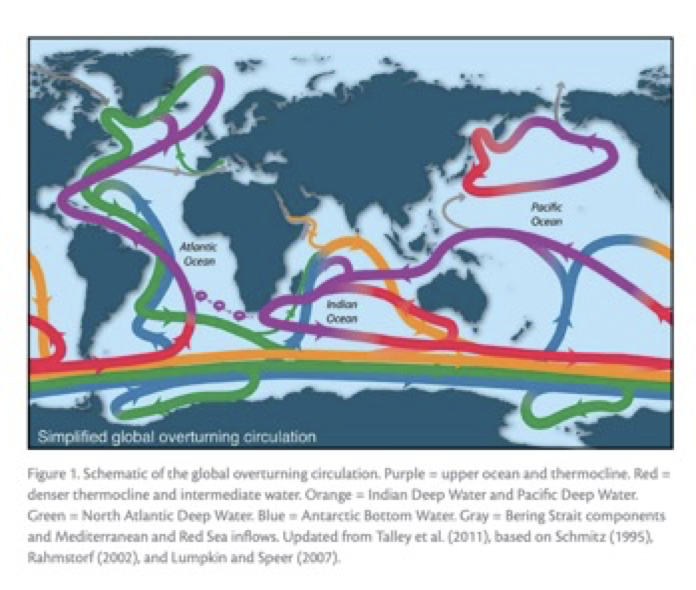 Pacific
Ocean
Atlantic
Ocean
Indian
Ocean
Simplified global overturning circulation
Figure 1. Schematic of the global overturning circulation. Purple = upper ocean and thermocline. Red =
denser thermocline and intermediate water. Orange = Indian Deep Water and Pacific Deep Water.
Green = North Atlantic Deep Water. Blue = Antarctic Bottom Water. Gray = Bering Strait components
and Mediterranean and Red Sea inflows. Updated from Talley et al. (2011), based on Schmitz (1995),
Rahmstorf (2002), and Lumpkin and Speer (2007).